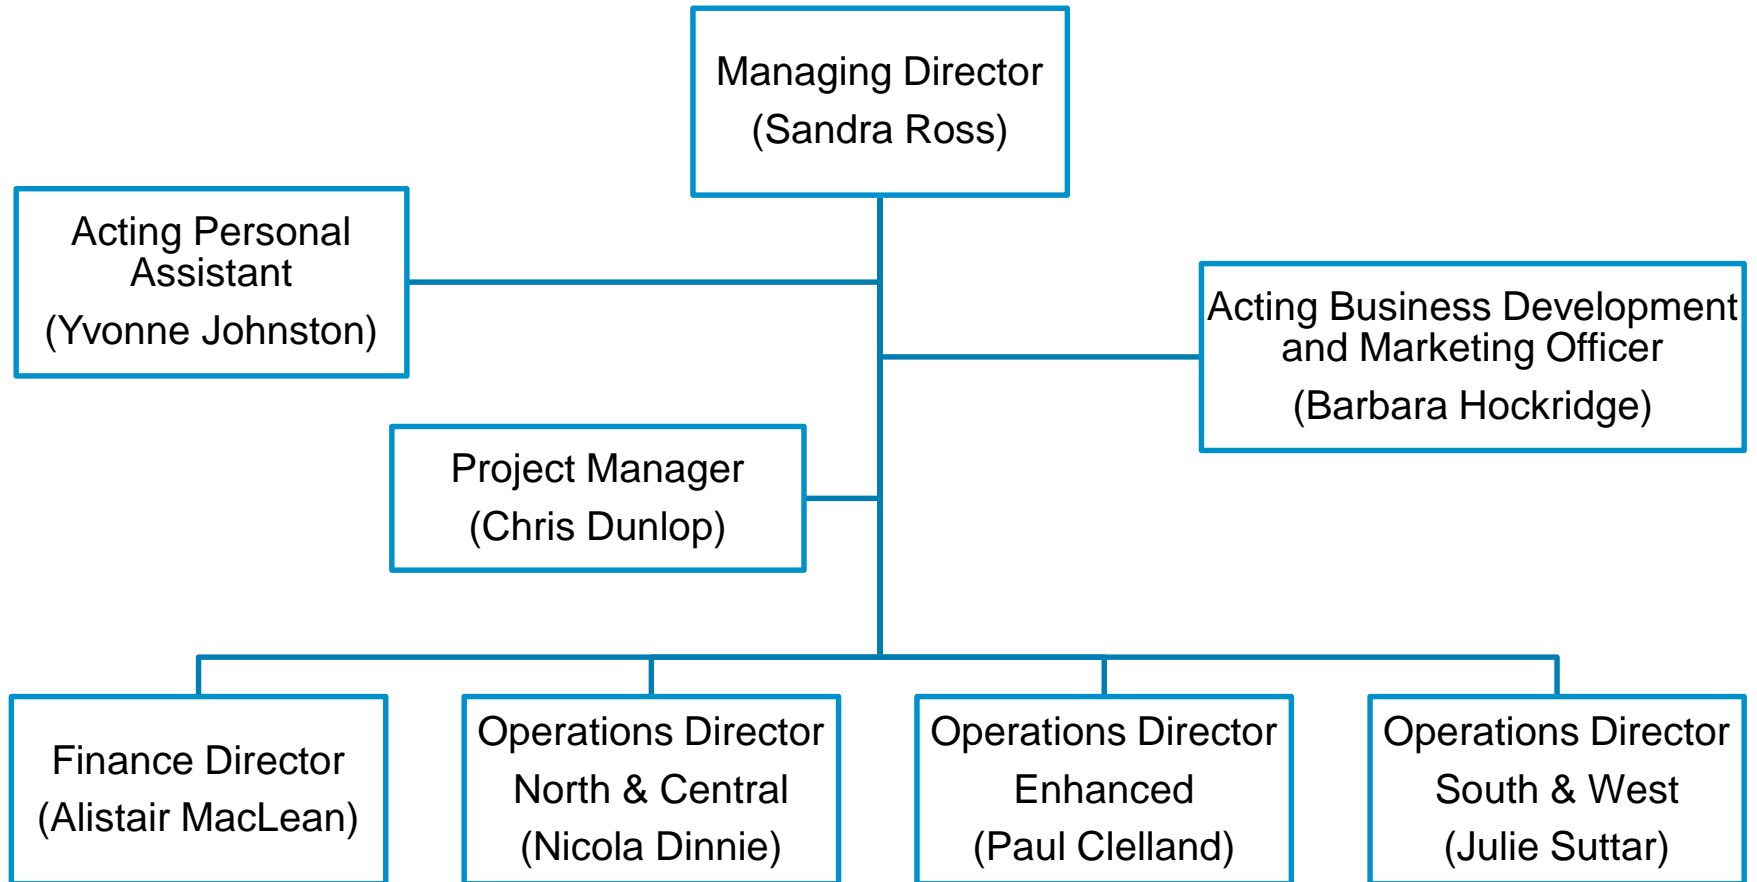 Managing Director
(Sandra Ross)
Acting Personal
Assistant
(Yvonne Johnston)
Acting Business Development
and Marketing Officer
(Barbara Hockridge)
Project Manager
(Chris Dunlop)
Finance Director
(Alistair MacLean)
Operations Director
North & Central
(Nicola Dinnie)
Operations Director
Enhanced
(Paul Clelland)
Operations Director
South & West
(Julie Suttar)